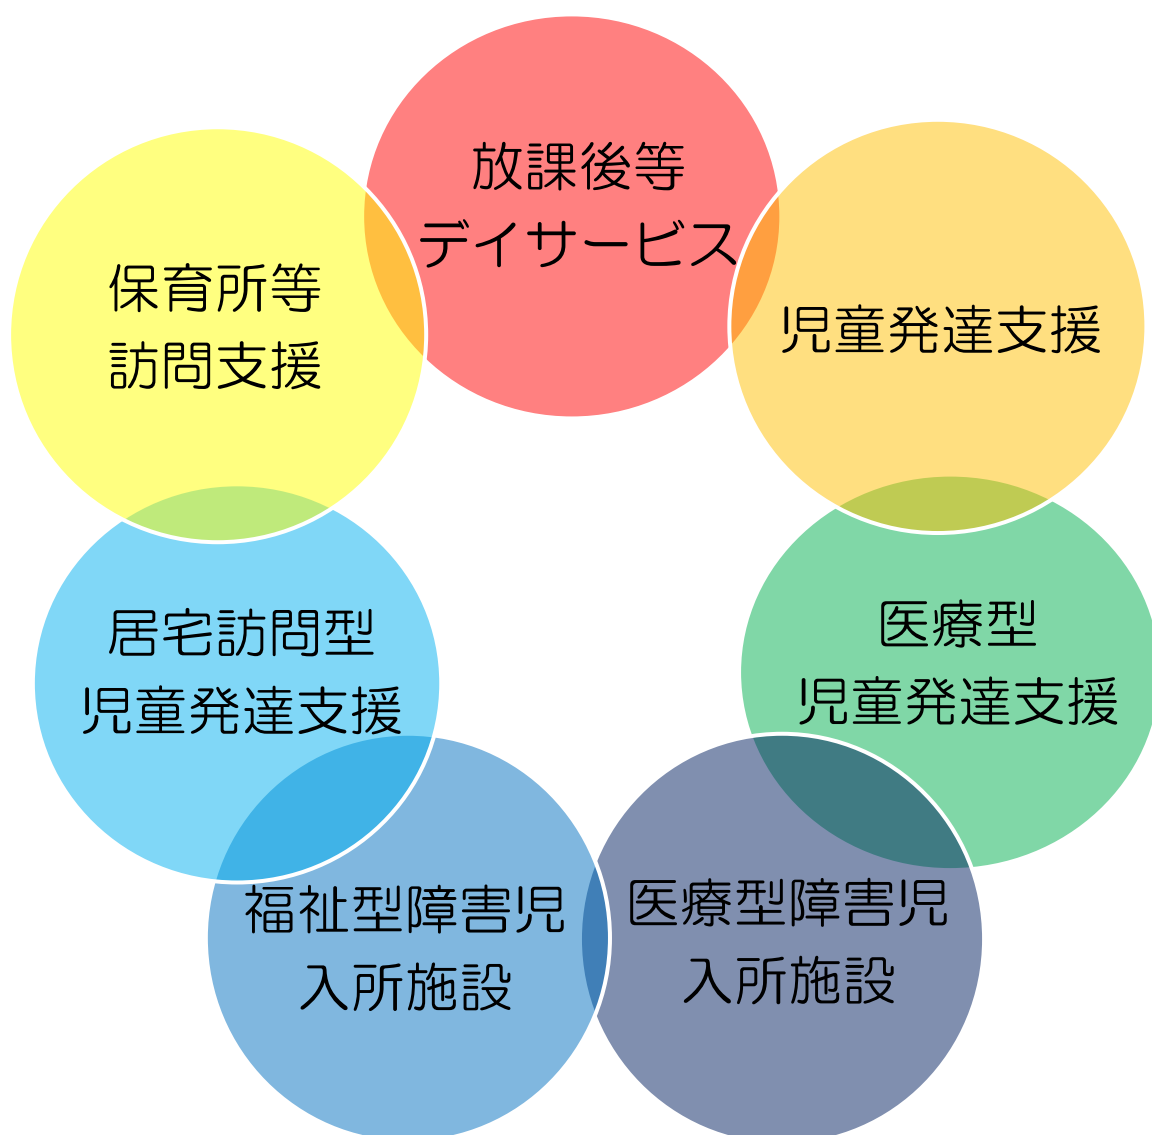 放課後等
デイサービス
児童発達支援
医療型
児童発達支援
医療型障害児
入所施設
福祉型障害児
入所施設
居宅訪問型
児童発達支援
保育所等
訪問支援